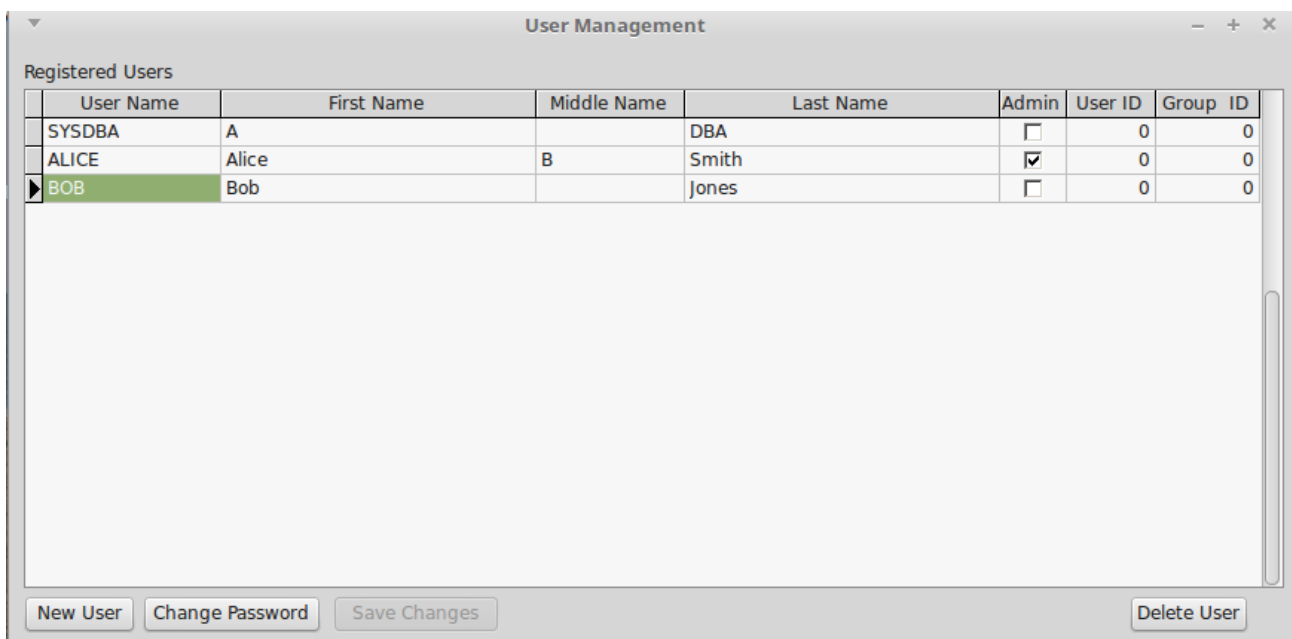 User Management
Registered Users
User Name First Name Middle Name Last Name Admin User ID Group ID
SYSDBA A DBA 0 0
ALICE Alice B Smith 0 0
BOB Bob Jones 0 0
New User Change Password Save Changes Delete User